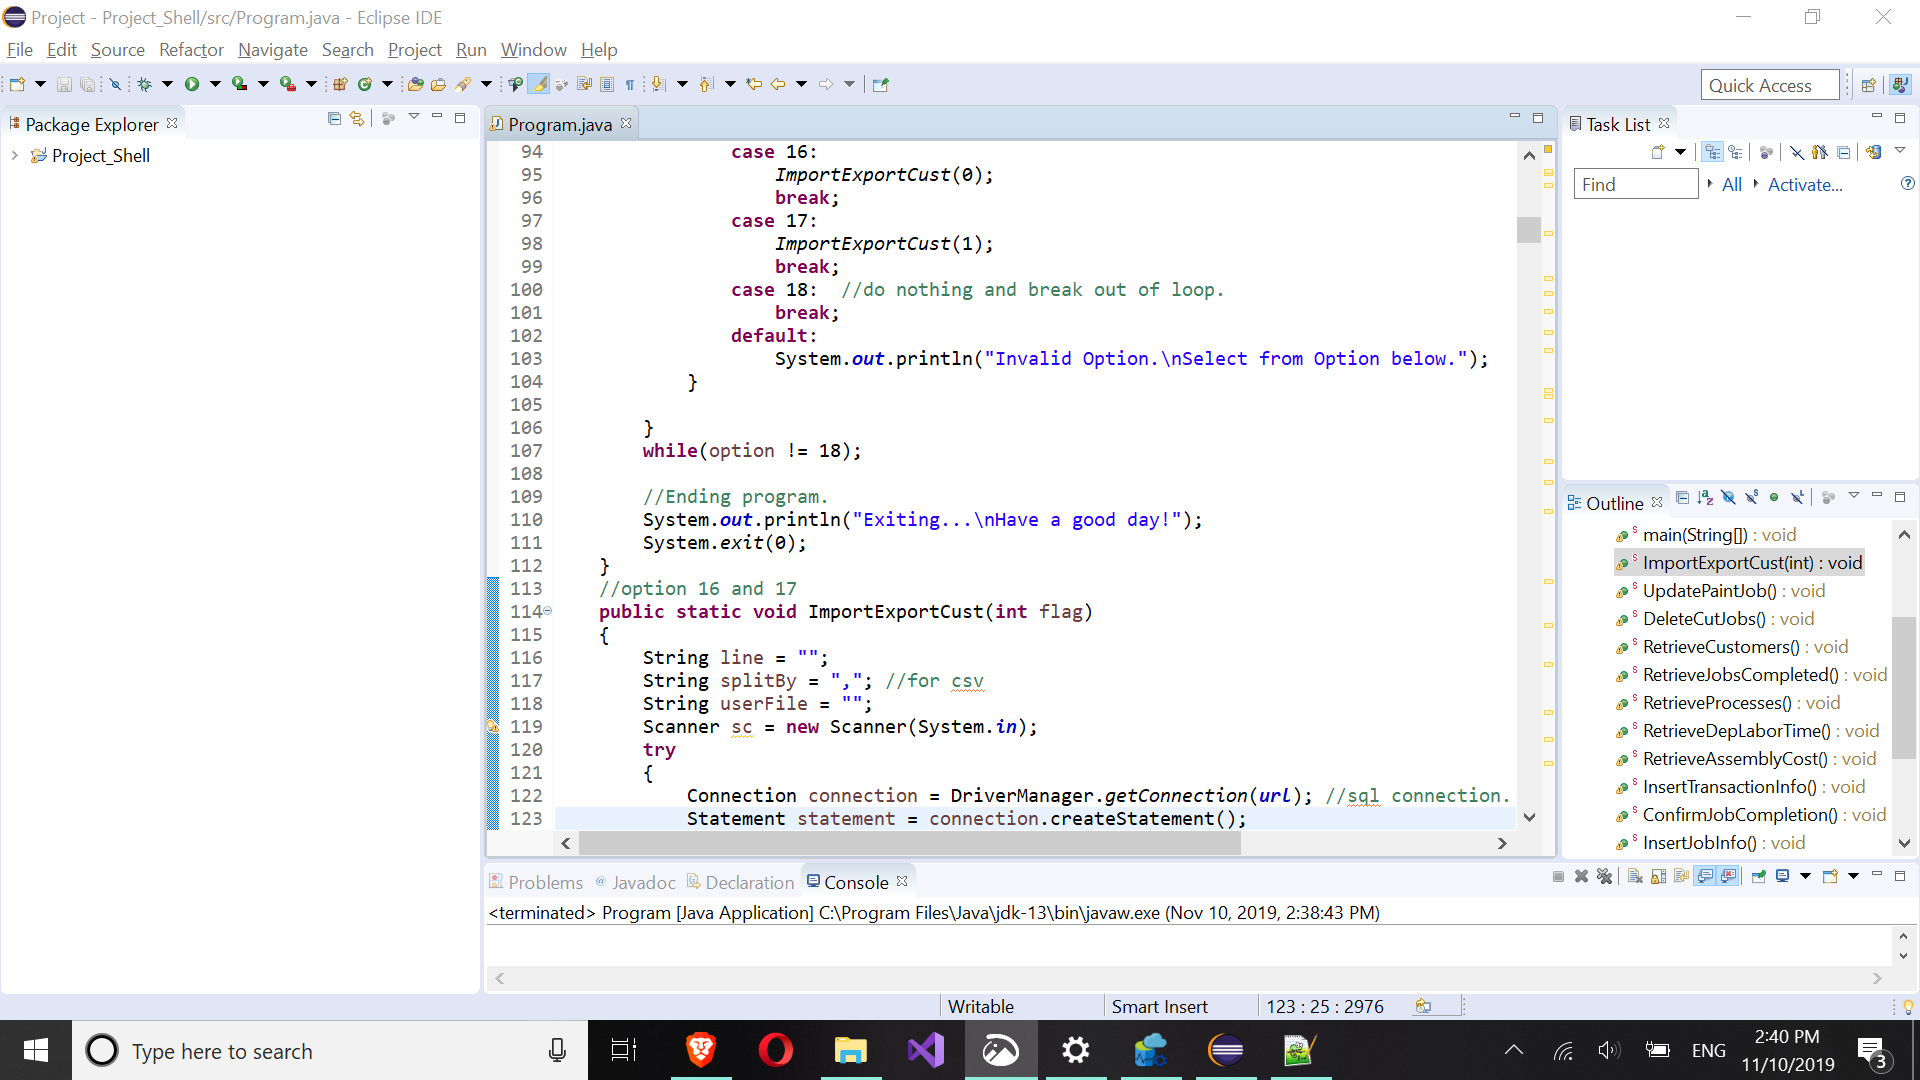 Project - Project_Shell/src/Program.java - Eclipse IDE
File Edit Source Refactor Navigate Search Project Run Window Help
Quick Access
Package Explorer
Project_Shell
Program.java
94 case 16:
95 ImportExportCust(0);
96 break;
97 case 17:
98 ImportExportCust(1);
99 break;
100 case 18: //do nothing and break out of loop.
101 break;
102 default:
103 System.out.println("Invalid Option.\nSelect from Option below.");
104 }
105
106 }
107 while(option != 18);
108
109 //Ending program.
110 System.out.println("Exiting...\nHave a good day!");
111 System.exit(0);
112 }
113 //option 16 and 17
114 public static void ImportExportCust(int flag)
115 {
116 String line = "";
117 String splitBy = ","; //for csv
118 String userFile = "";
119 Scanner sc = new Scanner(System.in);
120 try
121 {
122 Connection connection = DriverManager.getConnection(url); //sql connection.
123 Statement statement = connection.createStatement();
Task List
Find All Activate...
Outline
main(String[]) : void
ImportExportCust(int) : void
UpdatePaintJob() : void
DeleteCutJobs() : void
RetrieveCustomers() : void
RetrieveJobsCompleted() : void
RetrieveProcesses() : void
RetrieveDepLaborTime() : void
RetrieveAssemblyCost() : void
InsertTransactionInfo() : void
ConfirmJobCompletion() : void
InsertJobInfo() : void
Problems @ Javadoc Declaration Console
<terminated> Program [Java Application] C:\Program Files\Java\jdk-13\bin\javaw.exe (Nov 10, 2019, 2:38:43 PM)
Writable Smart Insert 123 : 25 : 2976
Type here to search
ENG
2:40 PM
11/10/2019
3